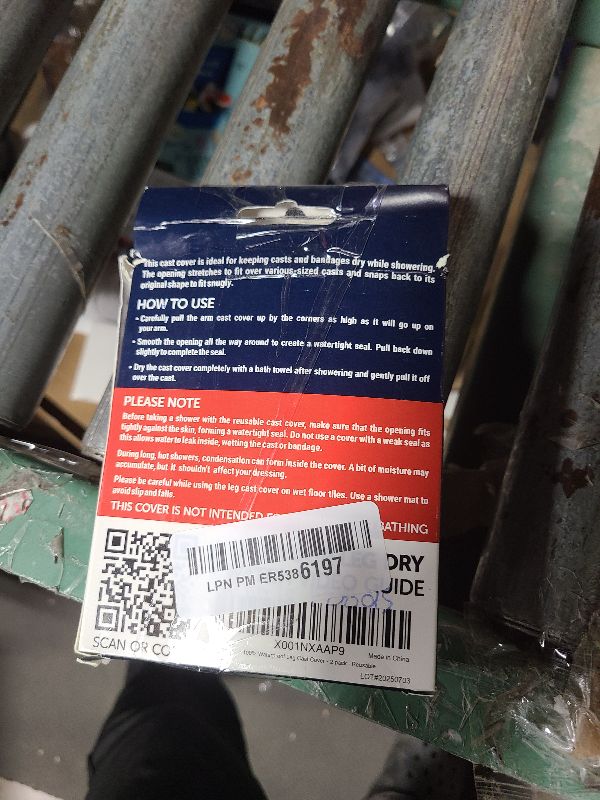 This cast cover is ideal for keeping casts and bandages dry while showering.
The opening stretches to fit over various-sized casts and snaps back to its
original shape to fit snugly.
HOW TO USE
- Carefully pull the arm cast cover up by the corners as high as it will go up on
your arm.
- Smooth the opening all the way around to create a watertight seal. Pull back down
slightly to complete the seal.
- Dry the cast cover completely with a bath towel after showering and gently pull it off
over the cast.
PLEASE NOTE
Before taking a shower with the reusable cast cover, make sure that the opening fits
tightly against the skin, forming a watertight seal. Do not use a cover with a weak seal as
this allows water to leak inside, wetting the cast or bandage.
During long, hot showers, condensation can form inside the cover. A bit of moisture may
accumulate, but it shouldn't affect your dressing.
Please be careful while using the leg cast cover on wet floor tiles. Use a shower mat to
avoid slip and falls.
THIS COVER IS NOT INTENDED BATHING
DRY
GUIDE
LPN PM ER5386197
X001NXAAP9
SCAN OR
Leg Cast Cover - 2 pack Reusable
Made in China
LOT#20250703